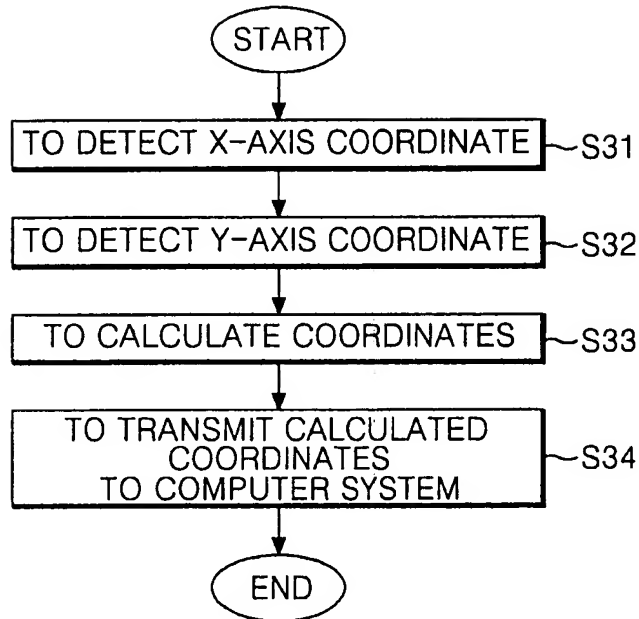 START
TO DETECT X-AXIS COORDINATE
S31
TO DETECT Y-AXIS COORDINATE
S32
TO CALCULATE COORDINATES
S33
TO TRANSMIT CALCULATED
COORDINATES
TO COMPUTER SYSTEM
S34
END